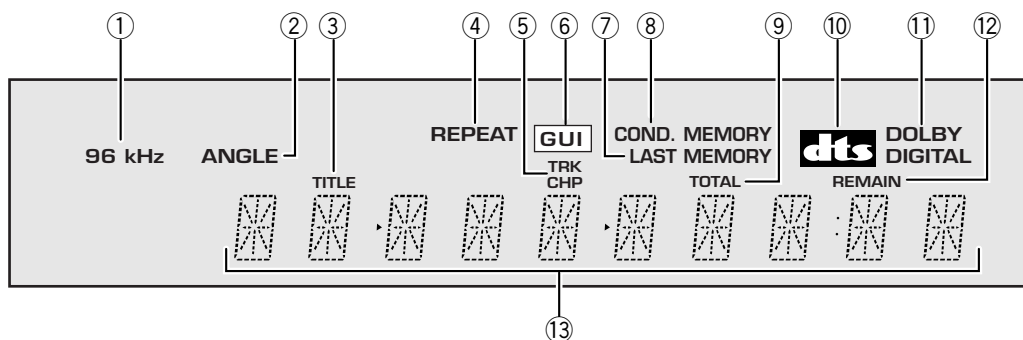 ① ② ③ ④ ⑤ ⑥ ⑦ ⑧ ⑨ ⑩ ⑪ ⑫
REPEAT GUI COND. MEMORY dts DOLBY
96 kHz ANGLE LAST MEMORY DIGITAL
TRK
TITLE CHP TOTAL REMAIN
⑬